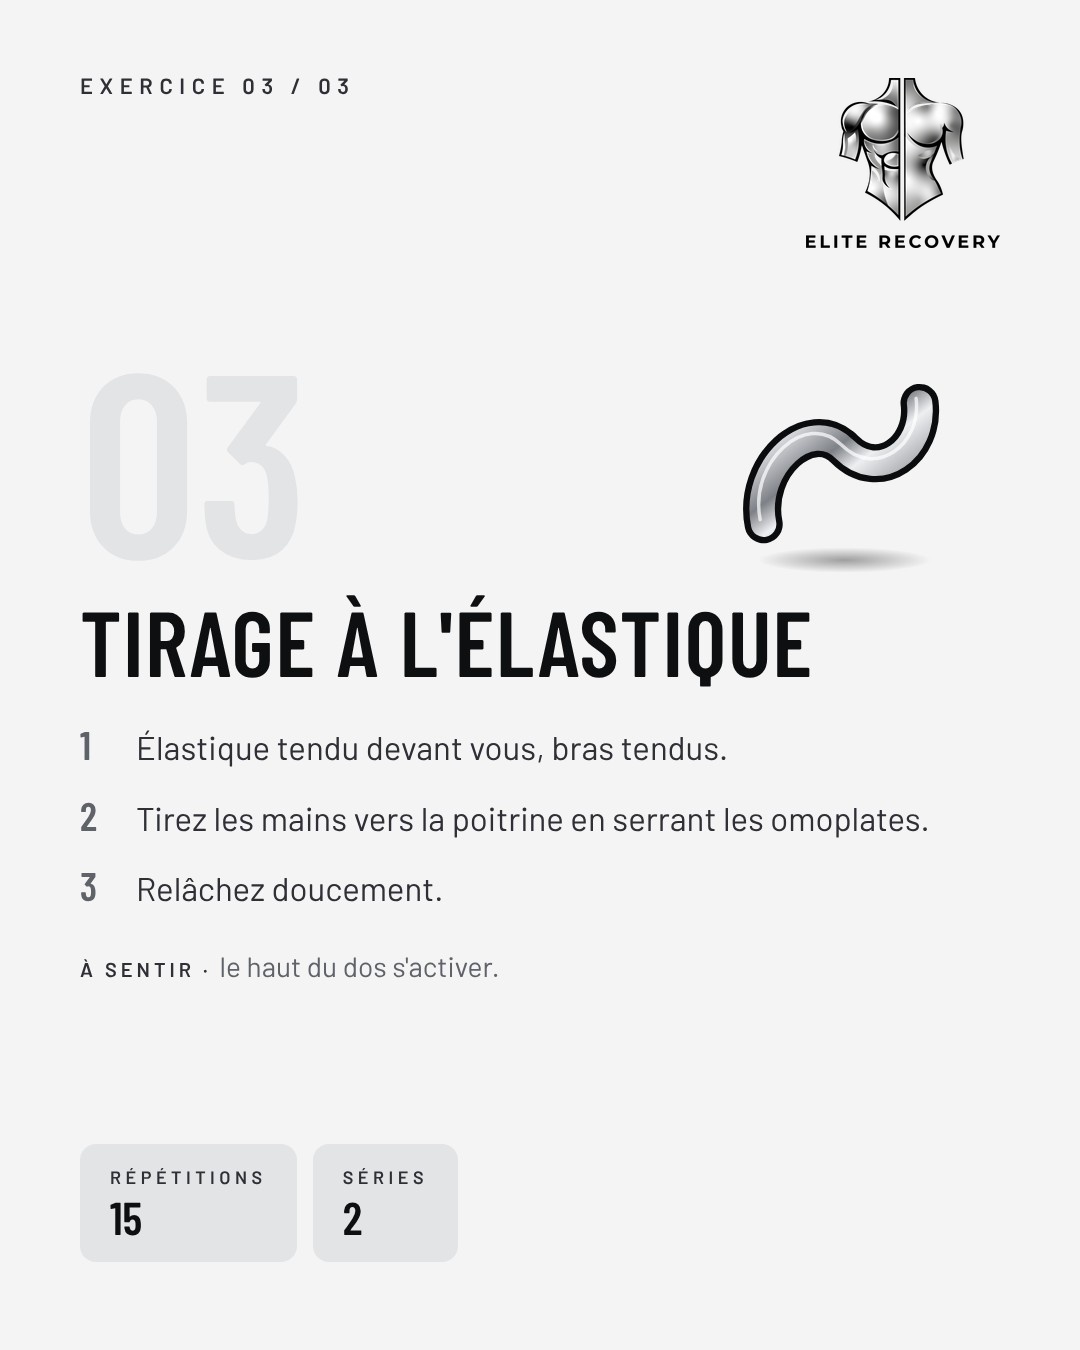 EXERCICE 03 / 03
ELITE RECOVERY
03
TIRAGE À L'ÉLASTIQUE
1 Élastique tendu devant vous, bras tendus.
2 Tirez les mains vers la poitrine en serrant les omoplates.
3 Relâchez doucement.
À SENTIR · le haut du dos s'activer.
RÉPÉTITIONS
15
SÉRIES
2